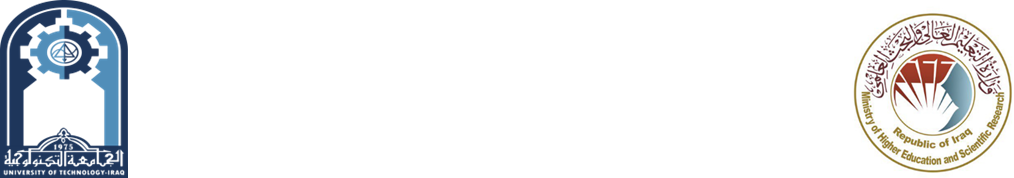 1975
الجامعة التكنولوجية
UNIVERSITY OF TECHNOLOGY-IRAQ
وزارة التعليم العالي والبحث العلمي
Republic of Iraq
Ministry of Higher Education and Scientific Research